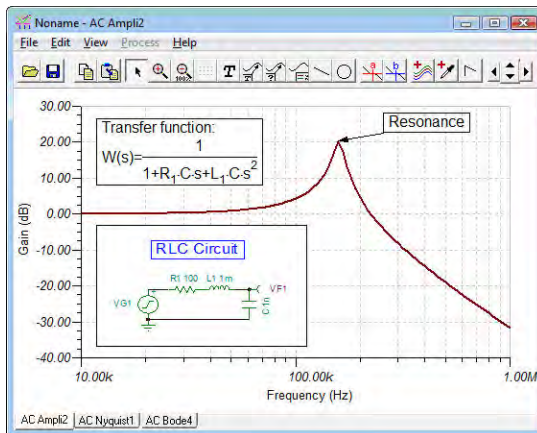 Noname - AC Ampli2
File Edit View Process Help
T
a b
30.00
20.00
10.00
0.00
-10.00
-20.00
-30.00
-40.00
Gain (dB)
Transfer function:
W(s)=1/1+R₁·C·s+L₁·C·s²
Resonance
RLC Circuit
R1 100 L1 1m VF1
VG1 + C 1n
10.00k 100.00k 1.00M
Frequency (Hz)
AC Ampli2 AC Nyquist1 AC Bode4